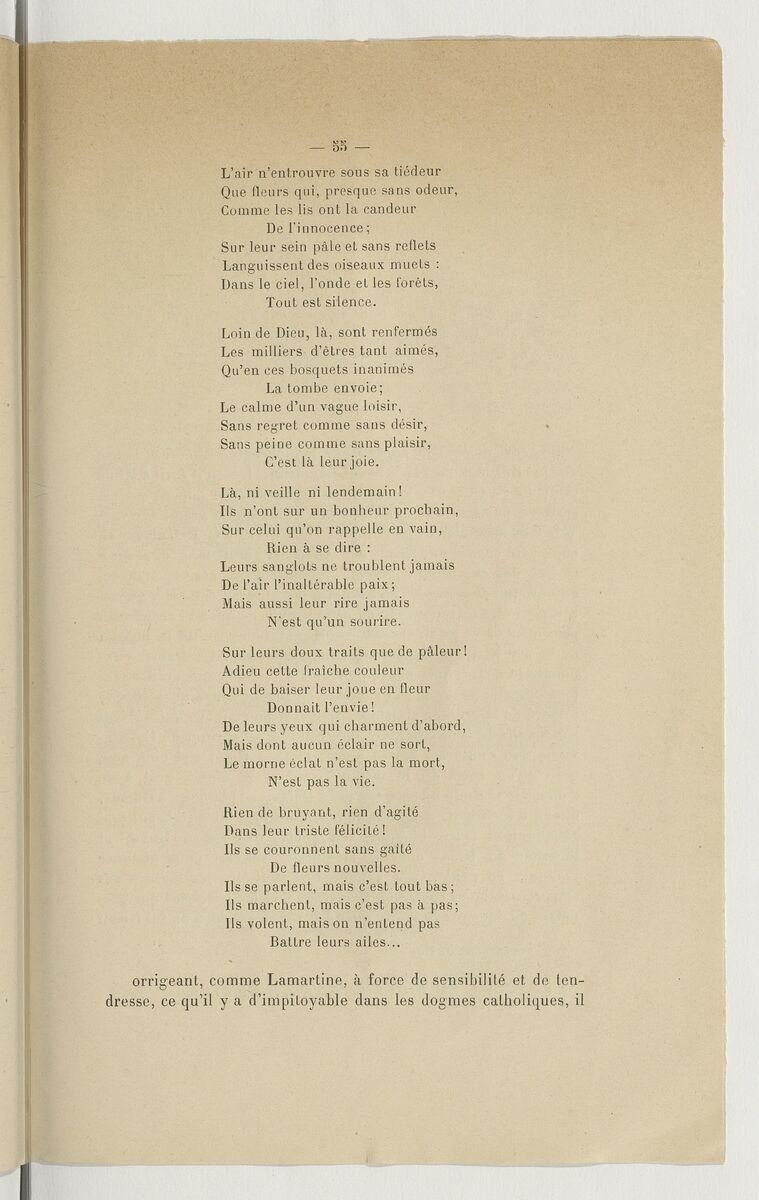 — 55 —
L'air n'entrouvre sous sa tiédeur
Que fleurs qui, presque sans odeur,
Comme les lis ont la candeur
De l'innocence;
Sur leur sein pâle et sans reflets
Languissent des oiseaux muets :
Dans le ciel, l'onde et les forêts,
Tout est silence.
Loin de Dieu, là, sont renfermés
Les milliers d'êtres tant aimés,
Qu'en ces bosquets inanimés
La tombe envoie;
Le calme d'un vague loisir,
Sans regret comme sans désir,
Sans peine comme sans plaisir,
C'est là leur joie.
Là, ni veille ni lendemain!
Ils n'ont sur un bonheur prochain,
Sur celui qu'on rappelle en vain,
Rien à se dire :
Leurs sanglots ne troublent jamais
De l'air l'inaltérable paix;
Mais aussi leur rire jamais
N'est qu'un sourire.
Sur leurs doux traits que de pâleur!
Adieu cette fraîche couleur
Qui de baiser leur joue en fleur
Donnait l'envie!
De leurs yeux qui charment d'abord,
Mais dont aucun éclair ne sort,
Le morne éclat n'est pas la mort,
N'est pas la vie.
Rien de bruyant, rien d'agité
Dans leur triste félicité!
Ils se couronnent sans gaîté
De fleurs nouvelles.
Ils se parlent, mais c'est tout bas;
Ils marchent, mais c'est pas à pas;
Ils volent, mais on n'entend pas
Battre leurs ailes...
orrigeant, comme Lamartine, à force de sensibilité et de ten-
dresse, ce qu'il y a d'impitoyable dans les dogmes catholiques, il